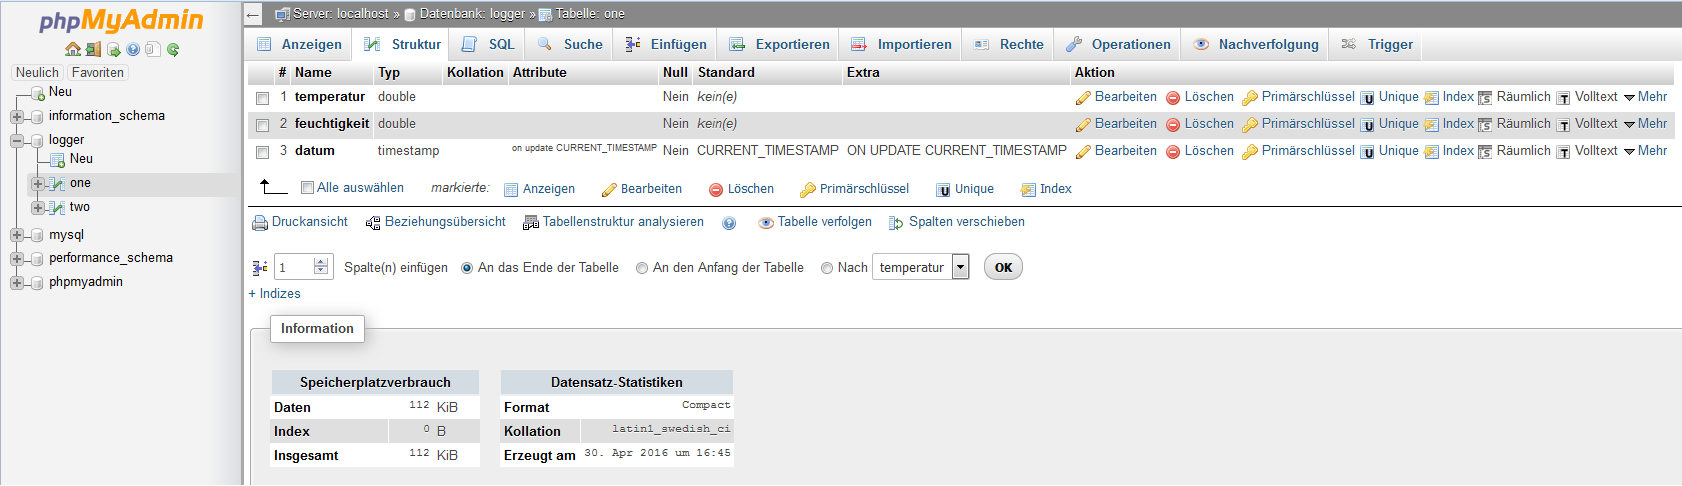 phpMyAdmin
Neulich Favoriten
Neu
information_schema
logger
Neu
one
two
mysql
performance_schema
phpmyadmin
Server: localhost » Datenbank: logger » Tabelle: one
Anzeigen Struktur SQL Suche Einfügen Exportieren Importieren Rechte Operationen Nachverfolgung Trigger
# Name Typ Kollation Attribute Null Standard Extra Aktion
1 temperatur double Nein kein(e) Bearbeiten Löschen Primärschlüssel Unique Index Räumlich Volltext Mehr
2 feuchtigkeit double Nein kein(e) Bearbeiten Löschen Primärschlüssel Unique Index Räumlich Volltext Mehr
3 datum timestamp on update CURRENT_TIMESTAMP Nein CURRENT_TIMESTAMP ON UPDATE CURRENT_TIMESTAMP Bearbeiten Löschen Primärschlüssel Unique Index Räumlich Volltext Mehr
Alle auswählen markierte: Anzeigen Bearbeiten Löschen Primärschlüssel Unique Index
Druckansicht Beziehungsübersicht Tabellenstruktur analysieren Tabelle verfolgen Spalten verschieben
1 Spalte(n) einfügen An das Ende der Tabelle An den Anfang der Tabelle Nach temperatur OK
+ Indizes
Information
Speicherplatzverbrauch
Daten 112 KiB
Index 0 B
Insgesamt 112 KiB
Datensatz-Statistiken
Format Compact
Kollation latin1_swedish_ci
Erzeugt am 30. Apr 2016 um 16:45